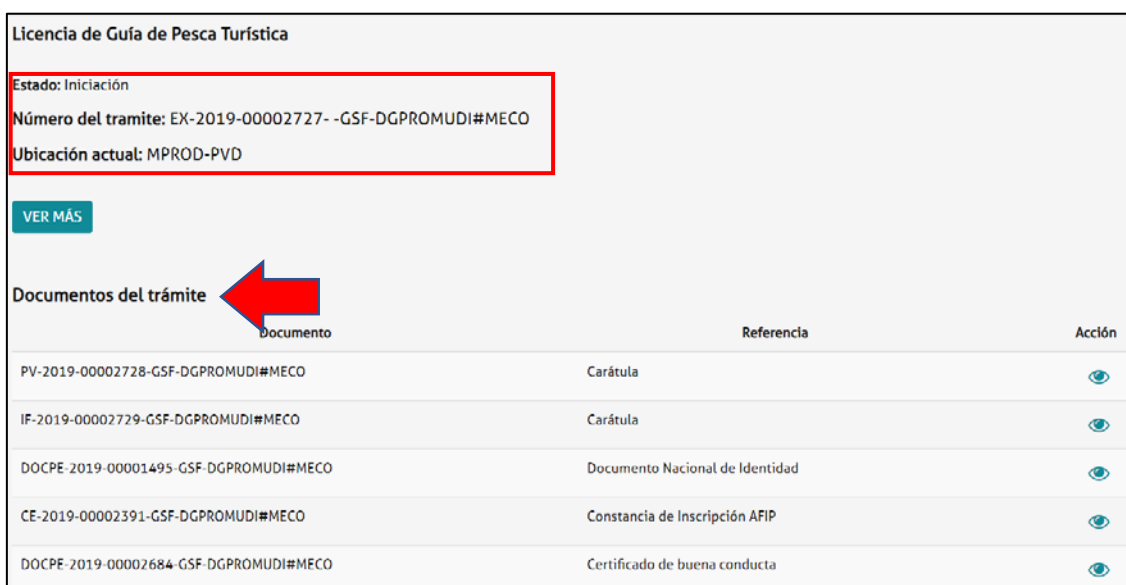 Licencia de Guía de Pesca Turística
Estado: Iniciación
Número del tramite: EX-2019-00002727- -GSF-DGPROMUDI#MECO
Ubicación actual: MPROD-PVD
VER MÁS
Documentos del trámite
Documento Referencia Acción
PV-2019-00002728-GSF-DGPROMUDI#MECO Carátula
IF-2019-00002729-GSF-DGPROMUDI#MECO Carátula
DOCPE-2019-00001495-GSF-DGPROMUDI#MECO Documento Nacional de Identidad
CE-2019-00002391-GSF-DGPROMUDI#MECO Constancia de Inscripción AFIP
DOCPE-2019-00002684-GSF-DGPROMUDI#MECO Certificado de buena conducta